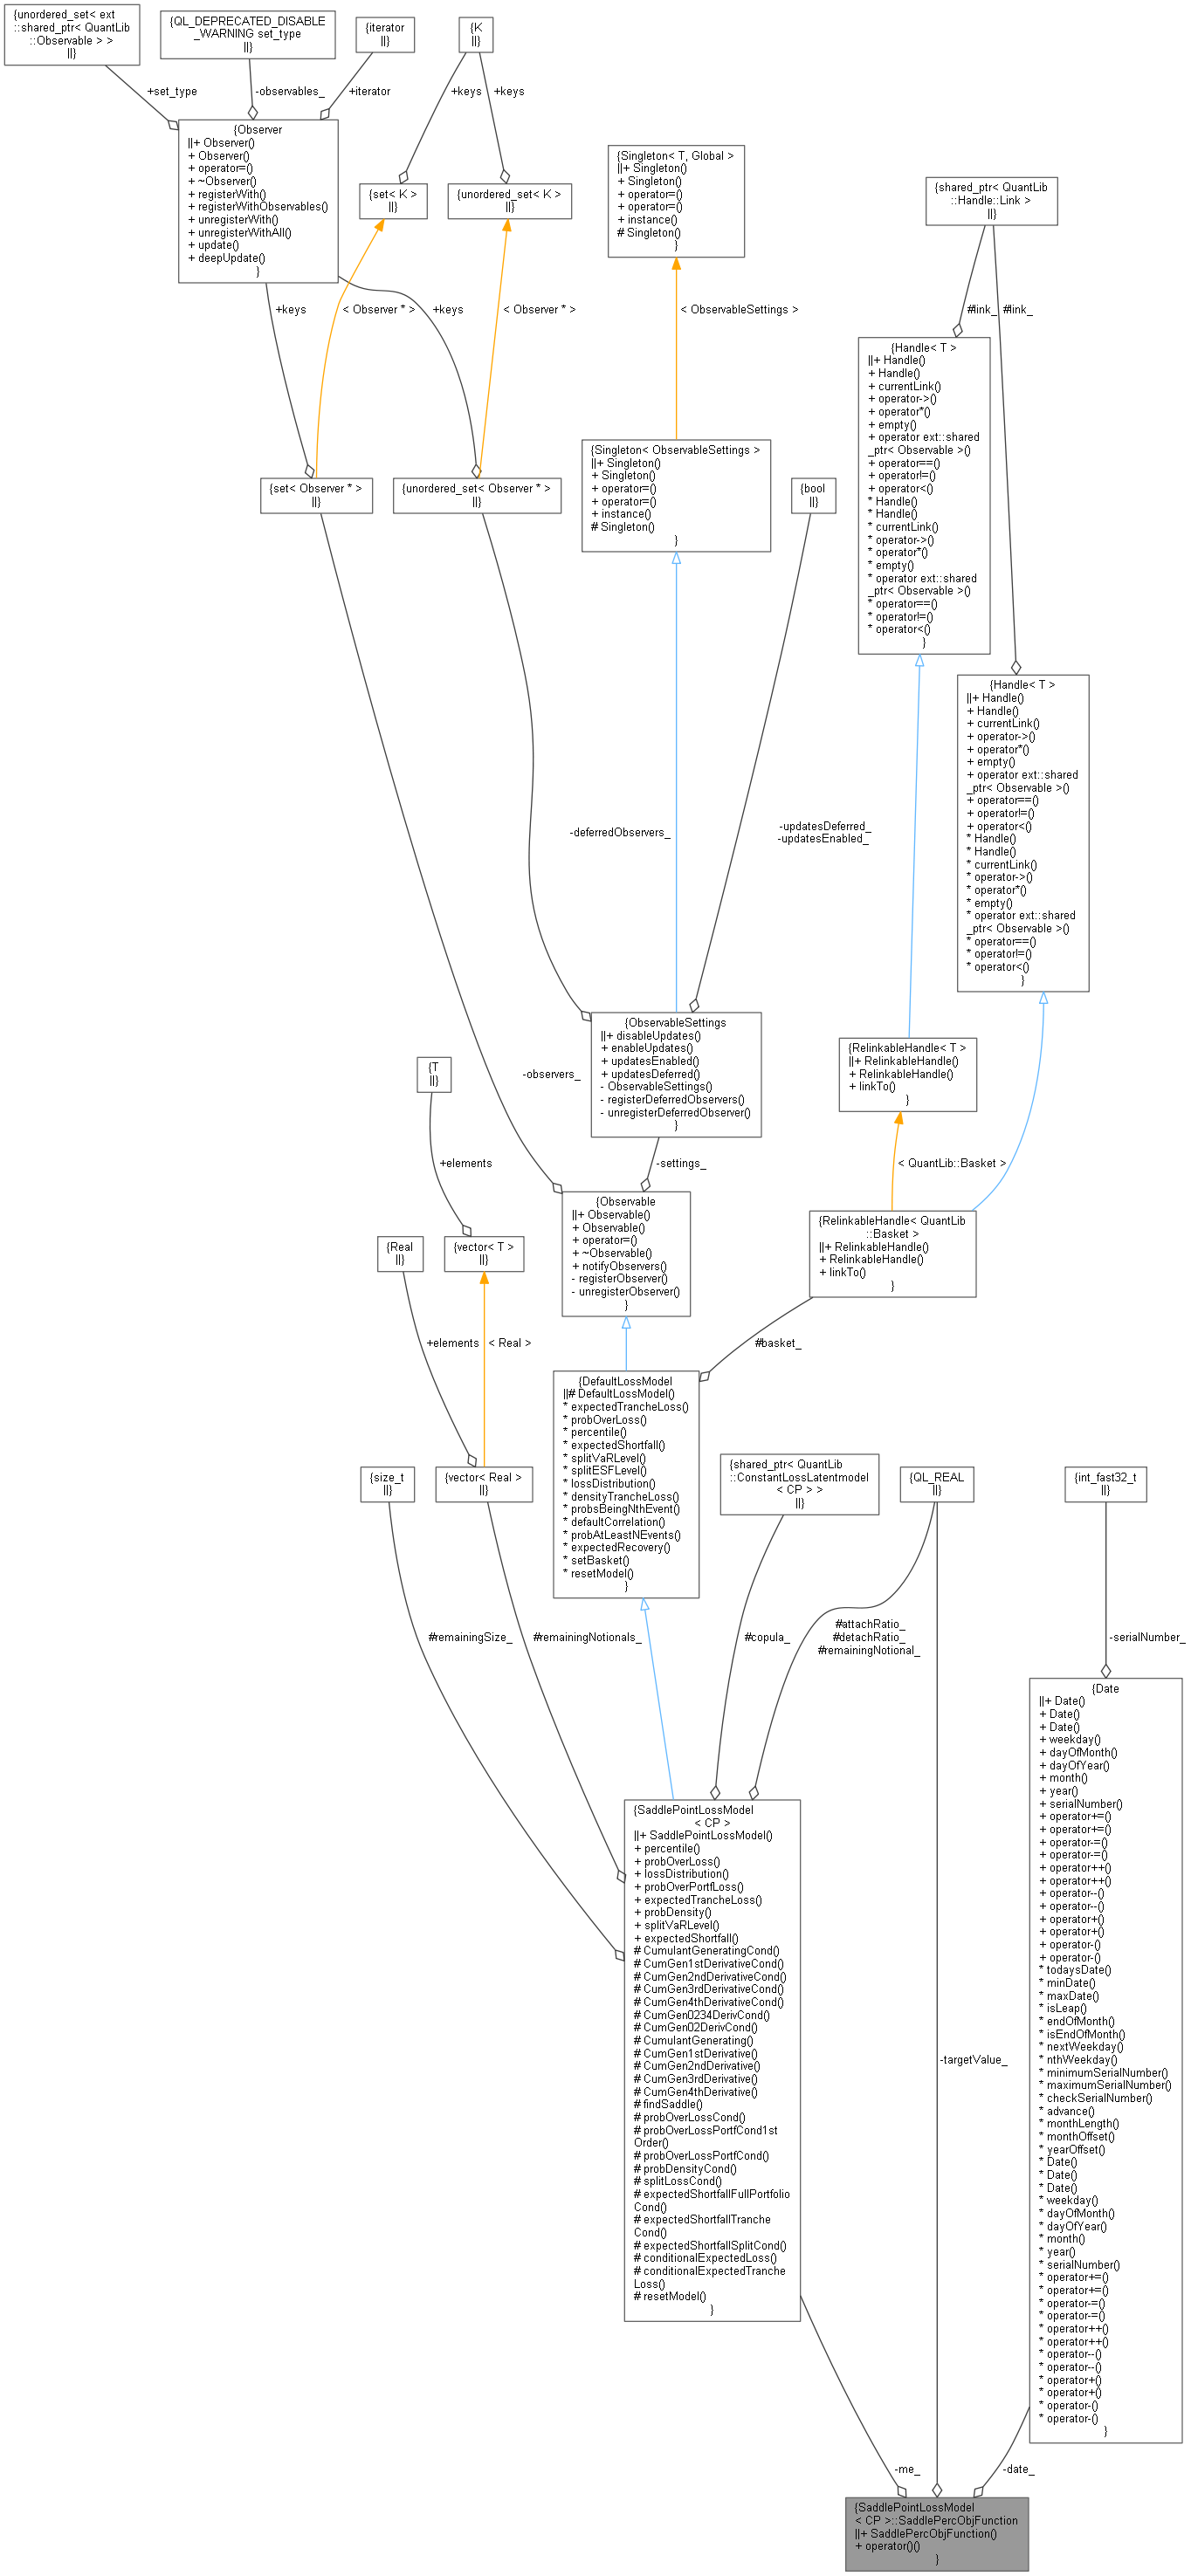 {unordered_set< ext
::shared_ptr< QuantLib
::Observable > >
||}
{QL_DEPRECATED_DISABLE
_WARNING set_type
||}
{iterator
||}
{K
||}
+set_type
-observables_
+iterator
+keys
+keys
{Observer
||+ Observer()
+ Observer()
+ operator=()
+ ~Observer()
+ registerWith()
+ registerWithObservables()
+ unregisterWith()
+ unregisterWithAll()
+ update()
+ deepUpdate()
}
{set< K >
||}
{unordered_set< K >
||}
{Singleton< T, Global >
||+ Singleton()
+ Singleton()
+ operator=()
+ operator=()
+ instance()
# Singleton()
}
{shared_ptr< QuantLib
::Handle::Link >
||}
+keys
< Observer * >
+keys
< Observer * >
< ObservableSettings >
#link_
#link_
{Handle< T >
||+ Handle()
+ Handle()
+ currentLink()
+ operator->()
+ operator*()
+ empty()
+ operator ext::shared
_ptr< Observable >()
+ operator==()
+ operator!=()
+ operator<()
* Handle()
* Handle()
* currentLink()
* operator->()
* operator*()
* empty()
* operator ext::shared
_ptr< Observable >()
* operator==()
* operator!=()
* operator<()
}
{set< Observer * >
||}
{unordered_set< Observer * >
||}
{Singleton< ObservableSettings >
||+ Singleton()
+ Singleton()
+ operator=()
+ operator=()
+ instance()
# Singleton()
}
{bool
||}
{Handle< T >
||+ Handle()
+ Handle()
+ currentLink()
+ operator->()
+ operator*()
+ empty()
+ operator ext::shared
_ptr< Observable >()
+ operator==()
+ operator!=()
+ operator<()
* Handle()
* Handle()
* currentLink()
* operator->()
* operator*()
* empty()
* operator ext::shared
_ptr< Observable >()
* operator==()
* operator!=()
* operator<()
}
-deferredObservers_
-updatesDeferred_
-updatesEnabled_
{ObservableSettings
||+ disableUpdates()
+ enableUpdates()
+ updatesEnabled()
+ updatesDeferred()
- ObservableSettings()
- registerDeferredObservers()
- unregisterDeferredObserver()
}
{RelinkableHandle< T >
||+ RelinkableHandle()
+ RelinkableHandle()
+ linkTo()
}
{T
||}
-observers_
+elements
-settings_
< QuantLib::Basket >
{Real
||}
{vector< T >
||}
{Observable
||+ Observable()
+ Observable()
+ operator=()
+ ~Observable()
+ notifyObservers()
- registerObserver()
- unregisterObserver()
}
{RelinkableHandle< QuantLib
::Basket >
||+ RelinkableHandle()
+ RelinkableHandle()
+ linkTo()
}
+elements
< Real >
#basket_
{DefaultLossModel
||# DefaultLossModel()
* expectedTrancheLoss()
* probOverLoss()
* percentile()
* expectedShortfall()
* splitVaRLevel()
* splitESFLevel()
* lossDistribution()
* densityTrancheLoss()
* probsBeingNthEvent()
* defaultCorrelation()
* probAtLeastNEvents()
* expectedRecovery()
* setBasket()
* resetModel()
}
{size_t
||}
{vector< Real >
||}
{shared_ptr< QuantLib
::ConstantLossLatentmodel
< CP > >
||}
{QL_REAL
||}
{int_fast32_t
||}
#remainingSize_
#remainingNotionals_
#copula_
#attachRatio_
#detachRatio_
#remainingNotional_
-serialNumber_
{SaddlePointLossModel
< CP >
||+ SaddlePointLossModel()
+ percentile()
+ probOverLoss()
+ lossDistribution()
+ probOverPortfLoss()
+ expectedTrancheLoss()
+ probDensity()
+ splitVaRLevel()
+ expectedShortfall()
# CumulantGeneratingCond()
# CumGen1stDerivativeCond()
# CumGen2ndDerivativeCond()
# CumGen3rdDerivativeCond()
# CumGen4thDerivativeCond()
# CumGen0234DerivCond()
# CumGen02DerivCond()
# CumulantGenerating()
# CumGen1stDerivative()
# CumGen2ndDerivative()
# CumGen3rdDerivative()
# CumGen4thDerivative()
# findSaddle()
# probOverLossCond()
# probOverLossPortfCond1st
Order()
# probOverLossPortfCond()
# probDensityCond()
# splitLossCond()
# expectedShortfallFullPortfolio
Cond()
# expectedShortfallTranche
Cond()
# expectedShortfallSplitCond()
# conditionalExpectedLoss()
# conditionalExpectedTranche
Loss()
# resetModel()
}
-targetValue_
{Date
||+ Date()
+ Date()
+ Date()
+ weekday()
+ dayOfMonth()
+ dayOfYear()
+ month()
+ year()
+ serialNumber()
+ operator+=()
+ operator+=()
+ operator-=()
+ operator-=()
+ operator++()
+ operator++()
+ operator--()
+ operator--()
+ operator+()
+ operator+()
+ operator-()
+ operator-()
* todaysDate()
* minDate()
* maxDate()
* isLeap()
* endOfMonth()
* isEndOfMonth()
* nextWeekday()
* nthWeekday()
* minimumSerialNumber()
* maximumSerialNumber()
* checkSerialNumber()
* advance()
* monthLength()
* monthOffset()
* yearOffset()
* Date()
* Date()
* Date()
* weekday()
* dayOfMonth()
* dayOfYear()
* month()
* year()
* serialNumber()
* operator+=()
* operator+=()
* operator-=()
* operator-=()
* operator++()
* operator++()
* operator--()
* operator--()
* operator+()
* operator+()
* operator-()
* operator-()
}
-me_
-date_
{SaddlePointLossModel
< CP >::SaddlePercObjFunction
||+ SaddlePercObjFunction()
+ operator()()
}